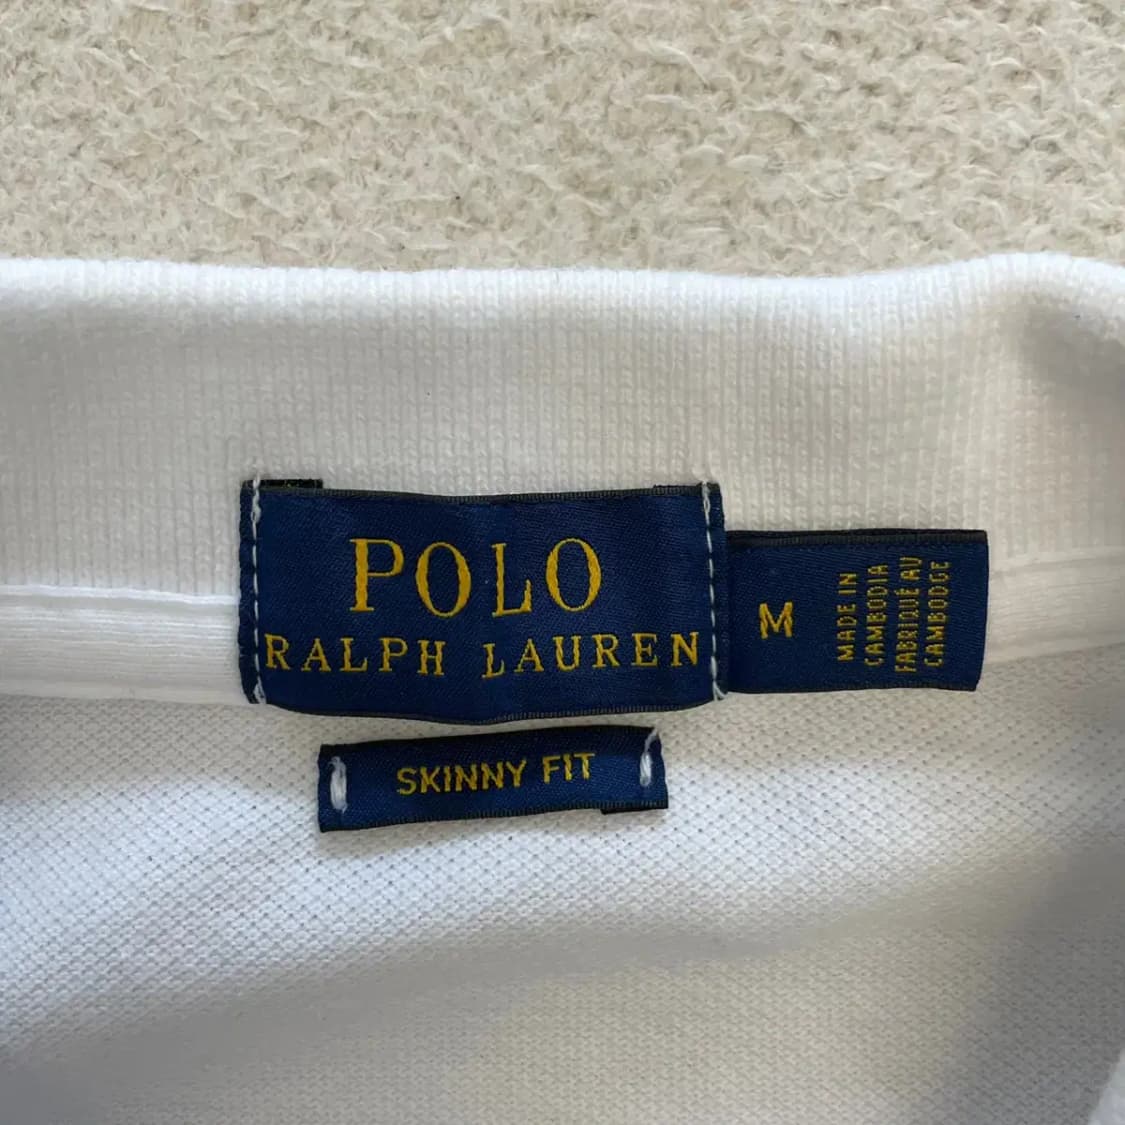 POLO
RALPH LAUREN
M
MADE IN
CAMBODIA
FABRIQUÉ AU
CAMBODGE
SKINNY FIT